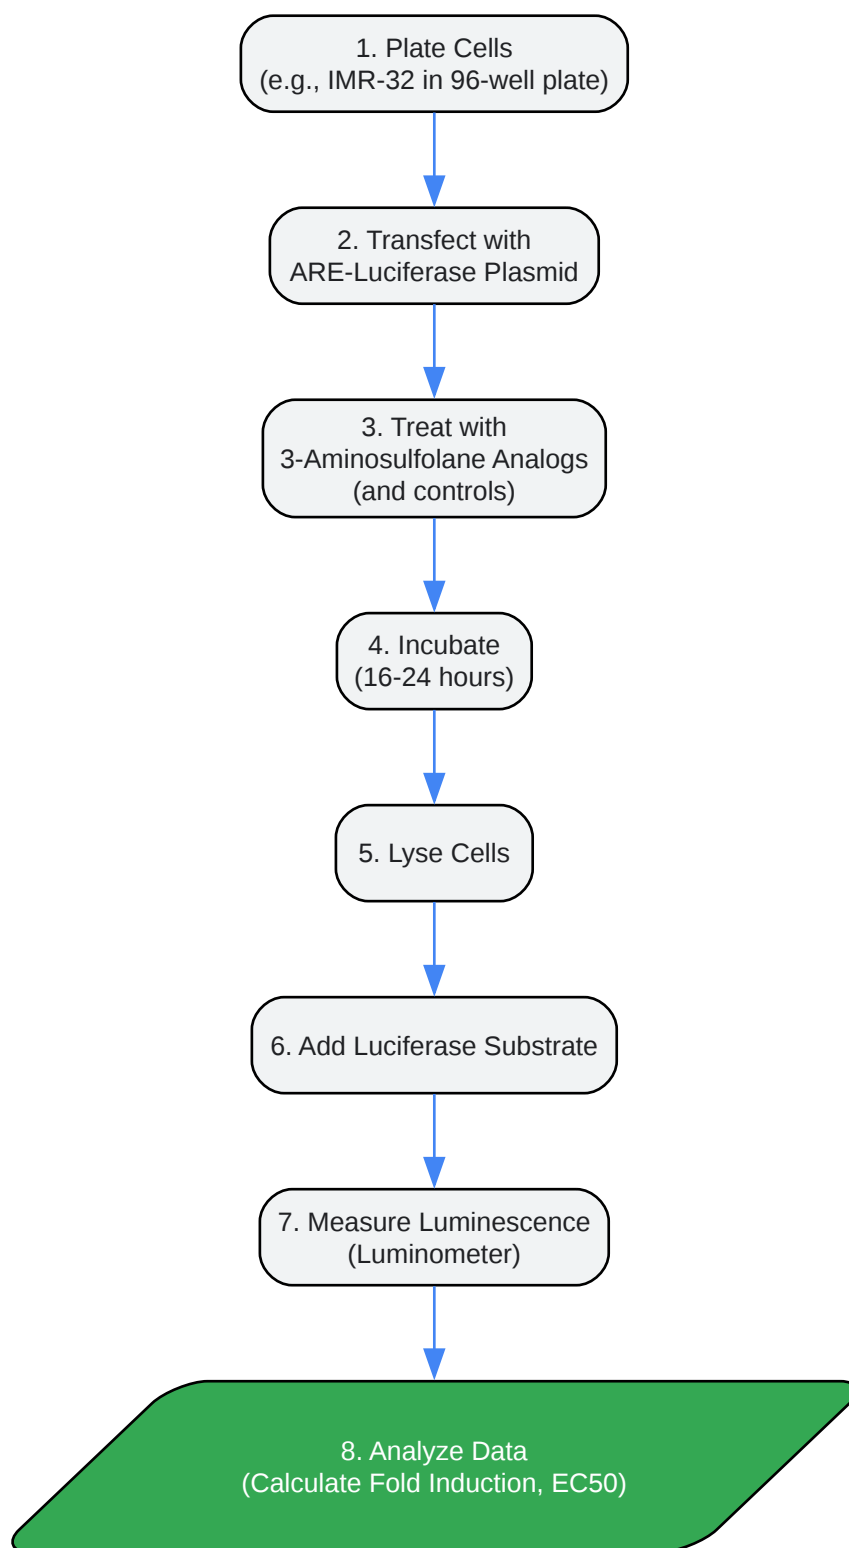 1. Plate Cells
(e.g., IMR-32 in 96-well plate)
2. Transfect with
ARE-Luciferase Plasmid
3. Treat with
3-Aminosulfolane Analogs
(and controls)
4. Incubate
(16-24 hours)
5. Lyse Cells
6. Add Luciferase Substrate
7. Measure Luminescence
(Luminometer)
8. Analyze Data
(Calculate Fold Induction, EC50)